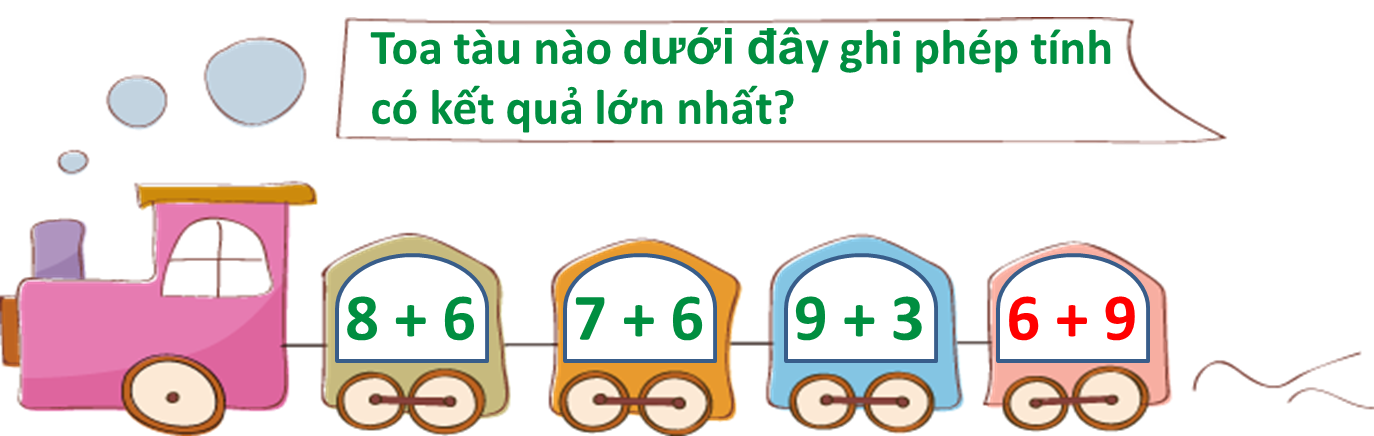 Toa tàu nào dưới đây ghi phép tính
có kết quả lớn nhất?
8 + 6 7 + 6 9 + 3 6 + 9